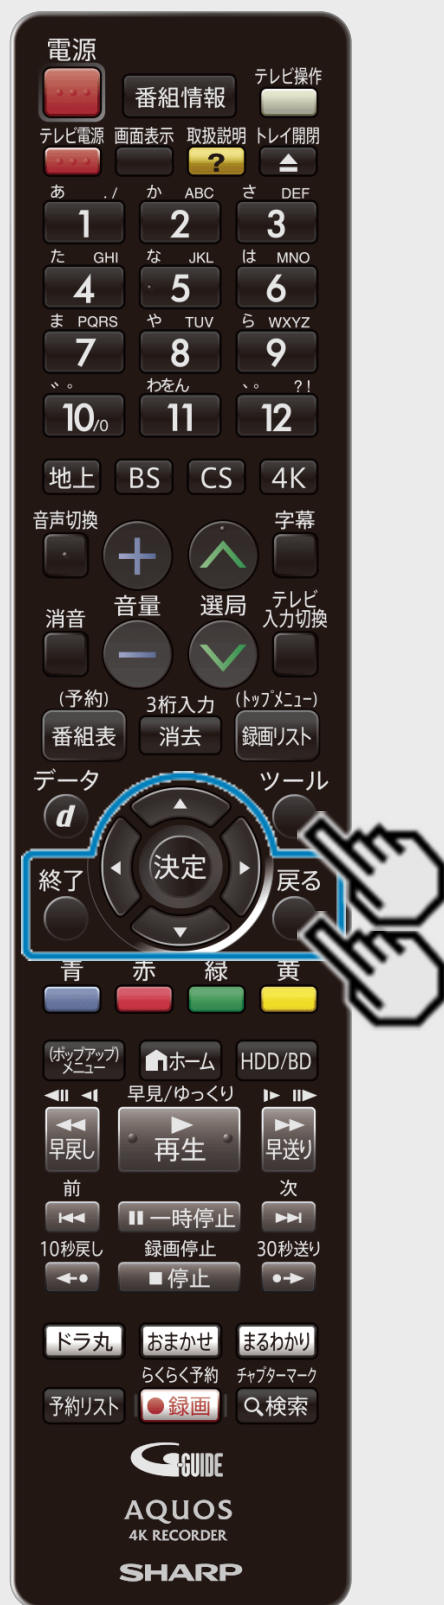 電源
番組情報
テレビ操作
テレビ電源 画面表示 取扱説明 トレイ開閉
?
あ ./ か ABC さ DEF
1 2 3
た GHI な JKL は MNO
4 5 6
ま PQRS や TUV ら WXYZ
7 8 9
゛゜ わをん 、。 ?!
10/0 11 12
地上 BS CS 4K
音声切換 字幕
消音 音量 選局 テレビ
入力切換
(予約) 3桁入力 (トップメニュー)
番組表 消去 録画リスト
データ ツール
d
終了 決定 戻る
青 赤 緑 黄
(ポップアップ)
メニュー
ホーム HDD/BD
早見/ゆっくり
早戻し 再生 早送り
前 次
一時停止
10秒戻し 録画停止 30秒送り
停止
ドラ丸 おまかせ まるわかり
らくらく予約 チャプターマーク
予約リスト 録画 検索
G-GUIDE
AQUOS
4K RECORDER
SHARP